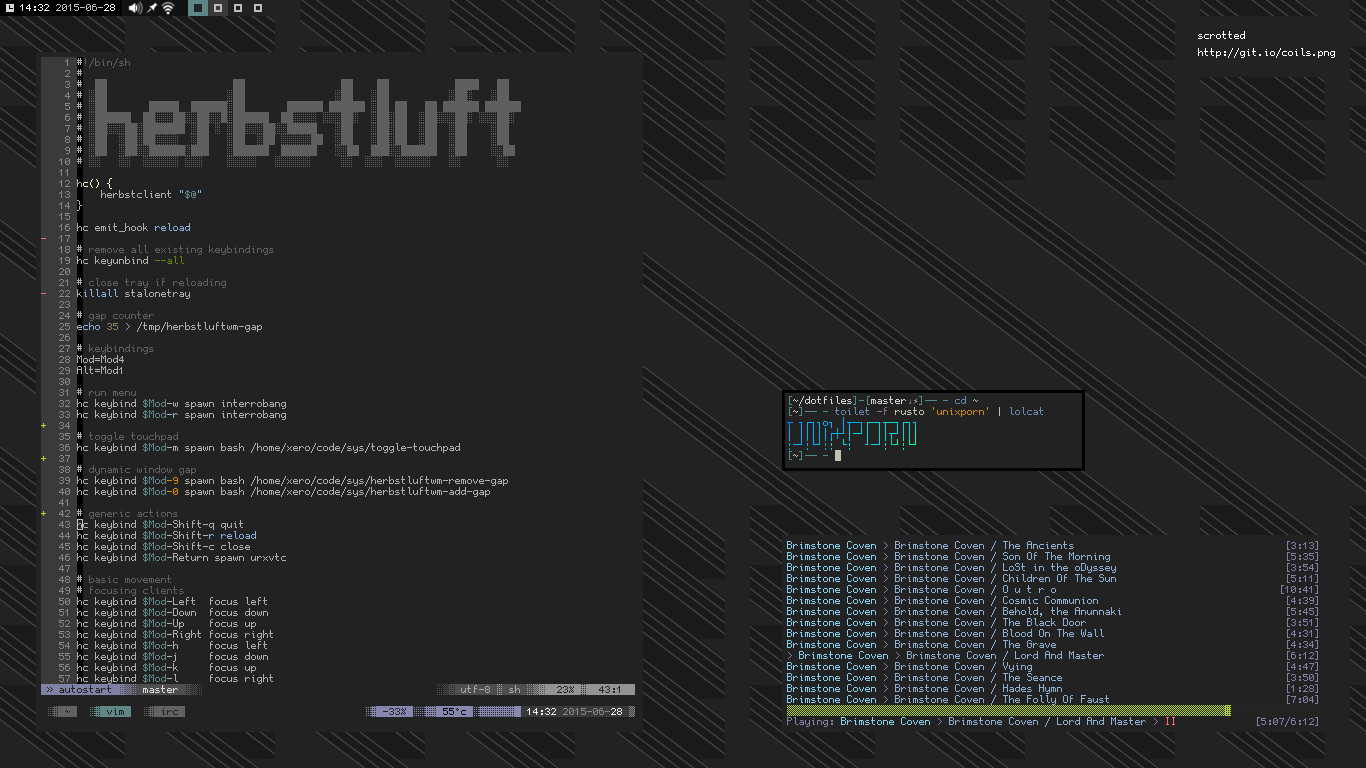 14:32 2015-06-28
scrotted
http://git.io/coils.png
1 #!/bin/sh
2 #
3 #
4 #
5 #
6 #
7 #
8 #
9 #
10 #
herbstluft
11
12 hc() {
13 herbstclient "$@"
14 }
15
16 hc emit_hook reload
17
18 # remove all existing keybindings
19 hc keyunbind --all
20
21 # close tray if reloading
22 killall stalonetray
23
24 # gap counter
25 echo 35 > /tmp/herbstluftwm-gap
26
27 # keybindings
28 Mod=Mod4
29 Alt=Mod1
30
31 # run menu
32 hc keybind $Mod-w spawn interrobang
33 hc keybind $Mod-r spawn interrobang
+ 34
35 # toggle touchpad
36 hc keybind $Mod-m spawn bash /home/xero/code/sys/toggle-touchpad
+ 37
38 # dynamic window gap
39 hc keybind $Mod-9 spawn bash /home/xero/code/sys/herbstluftwm-remove-gap
40 hc keybind $Mod-0 spawn bash /home/xero/code/sys/herbstluftwm-add-gap
41
+ 42 # generic actions
43 hc keybind $Mod-Shift-q quit
44 hc keybind $Mod-Shift-r reload
45 hc keybind $Mod-Shift-c close
46 hc keybind $Mod-Return spawn urxvtc
47
48 # basic movement
49 # focusing clients
50 hc keybind $Mod-Left focus left
51 hc keybind $Mod-Down focus down
52 hc keybind $Mod-Up focus up
53 hc keybind $Mod-Right focus right
54 hc keybind $Mod-h focus left
55 hc keybind $Mod-j focus down
56 hc keybind $Mod-k focus up
57 hc keybind $Mod-l focus right
» autostart master utf-8 sh 23% 43:1
~ vim irc -33% 55°c 14:32 2015-06-28
[~/dotfiles]-[master⚡]── - cd ~
[~]── - toilet -f rusto 'unixporn' | lolcat
unixporn
[~]── -
Brimstone Coven > Brimstone Coven / The Ancients [3:13]
Brimstone Coven > Brimstone Coven / Son Of The Morning [5:35]
Brimstone Coven > Brimstone Coven / LoSt in the oDyssey [3:54]
Brimstone Coven > Brimstone Coven / Children Of The Sun [5:11]
Brimstone Coven > Brimstone Coven / O u t r o [10:41]
Brimstone Coven > Brimstone Coven / Cosmic Communion [4:39]
Brimstone Coven > Brimstone Coven / Behold, the Anunnaki [5:45]
Brimstone Coven > Brimstone Coven / The Black Door [3:51]
Brimstone Coven > Brimstone Coven / Blood On The Wall [4:31]
Brimstone Coven > Brimstone Coven / The Grave [4:34]
> Brimstone Coven > Brimstone Coven / Lord And Master [6:12]
Brimstone Coven > Brimstone Coven / Vying [4:47]
Brimstone Coven > Brimstone Coven / The Seance [3:50]
Brimstone Coven > Brimstone Coven / Hades Hymn [1:28]
Brimstone Coven > Brimstone Coven / The Folly Of Faust [7:04]
Playing: Brimstone Coven > Brimstone Coven / Lord And Master > II [5:07/6:12]